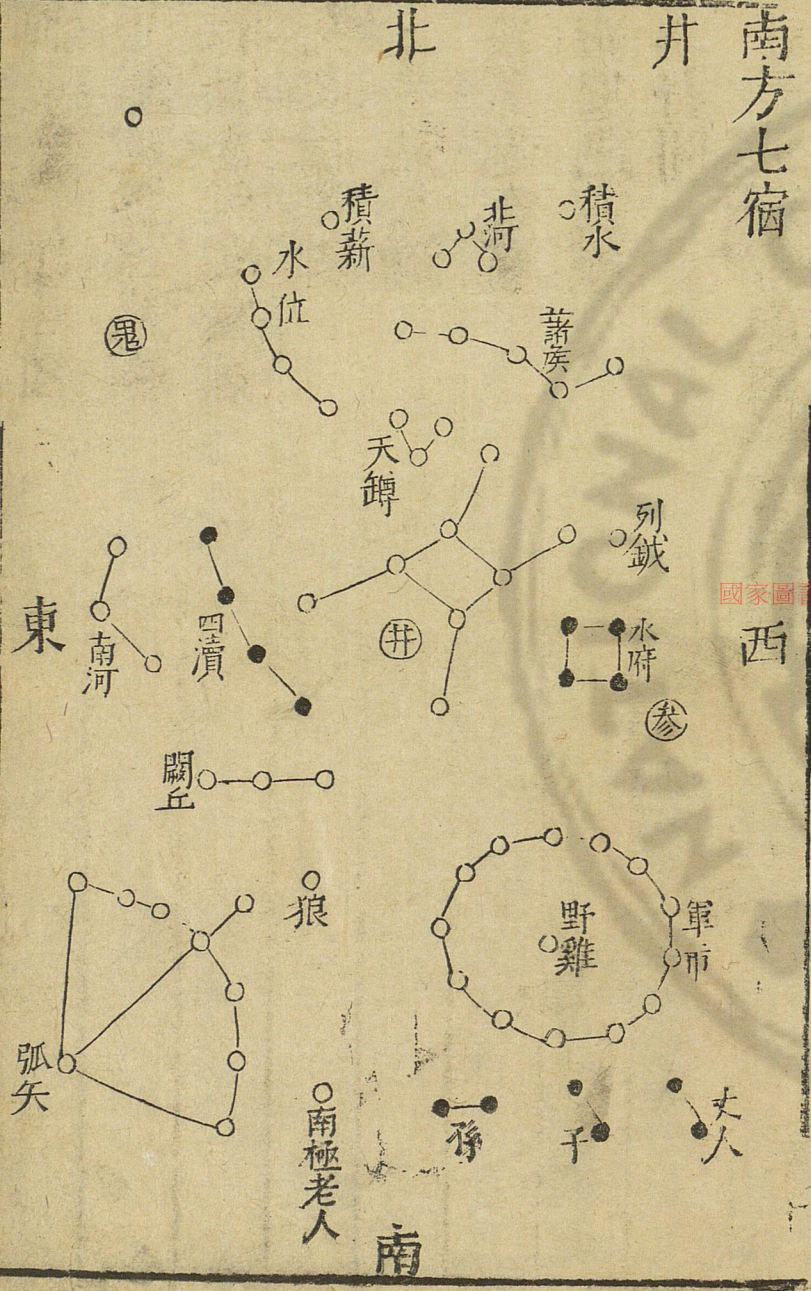 南方七宿
井
北
積水
北河
積薪
水位
諸矦
鬼
天罇
列鉞
水府
參
井
四瀆
南河
東
西
國家圖
闕丘
狼
軍市
野雞
弧矢
丈人
子
孫
南極老人
南